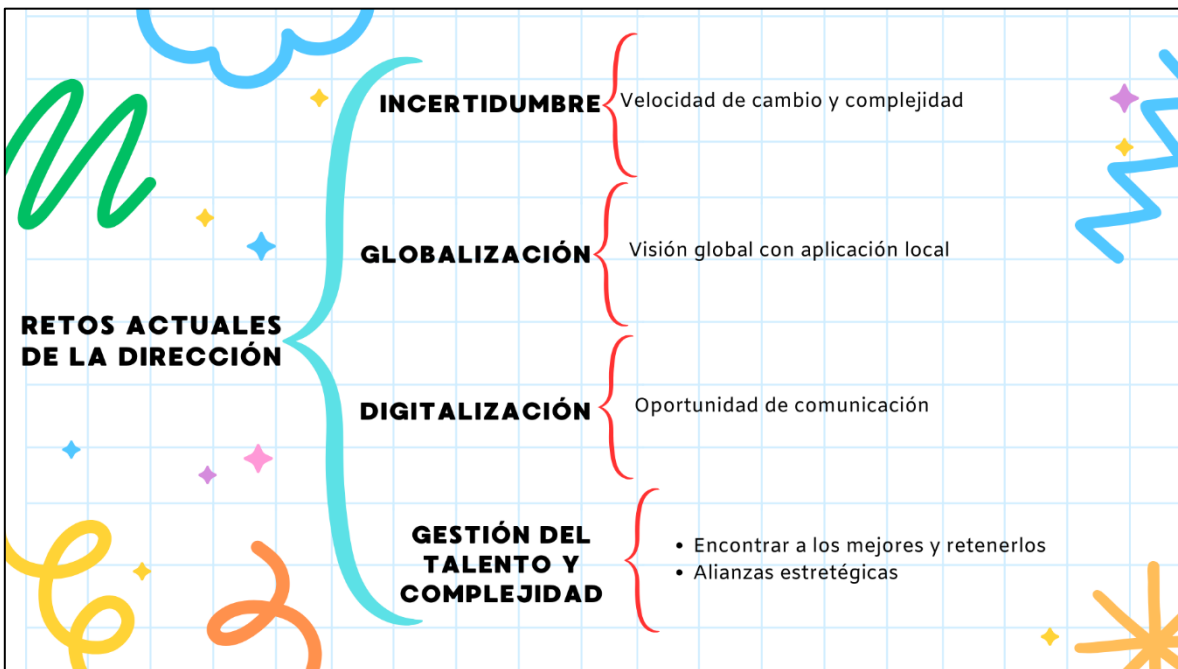 RETOS ACTUALES
DE LA DIRECCIÓN
INCERTIDUMBRE
Velocidad de cambio y complejidad
GLOBALIZACIÓN
Visión global con aplicación local
DIGITALIZACIÓN
Oportunidad de comunicación
GESTIÓN DEL
TALENTO Y
COMPLEJIDAD
• Encontrar a los mejores y retenerlos
• Alianzas estretégicas